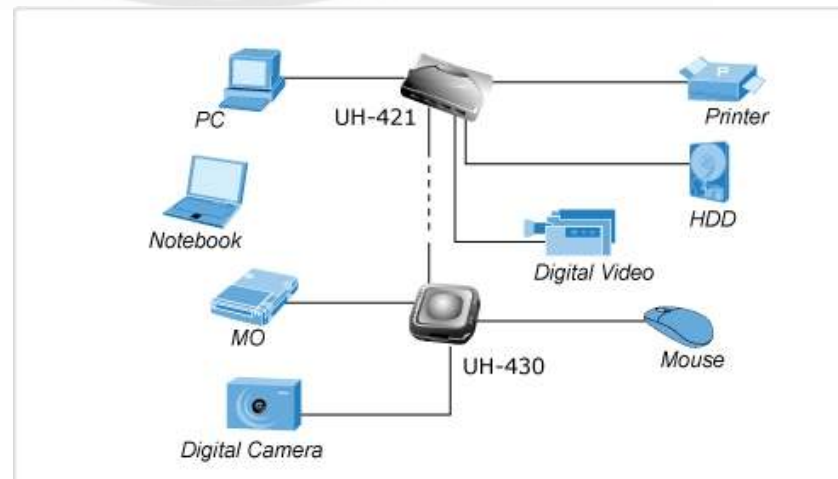 PC
UH-421
Printer
Notebook
HDD
Digital Video
MO
UH-430
Mouse
Digital Camera